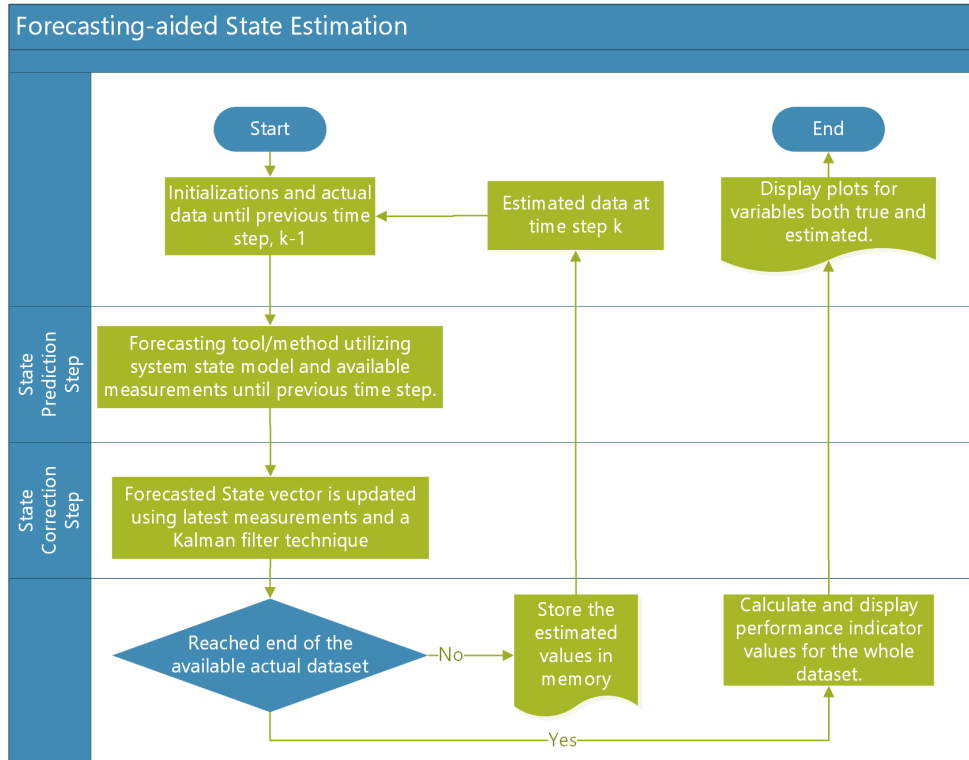 Forecasting-aided State Estimation
Start
End
Initializations and actual
data until previous time
step, k-1
Estimated data at
time step k
Display plots for
variables both true and
estimated.
State
Prediction
Step
Forecasting tool/method utilizing
system state model and available
measurements until previous time step.
State
Correction
Step
Forecasted State vector is updated
using latest measurements and a
Kalman filter technique
Reached end of the
available actual dataset
No
Store the
estimated
values in
memory
Calculate and display
performance indicator
values for the whole
dataset.
Yes